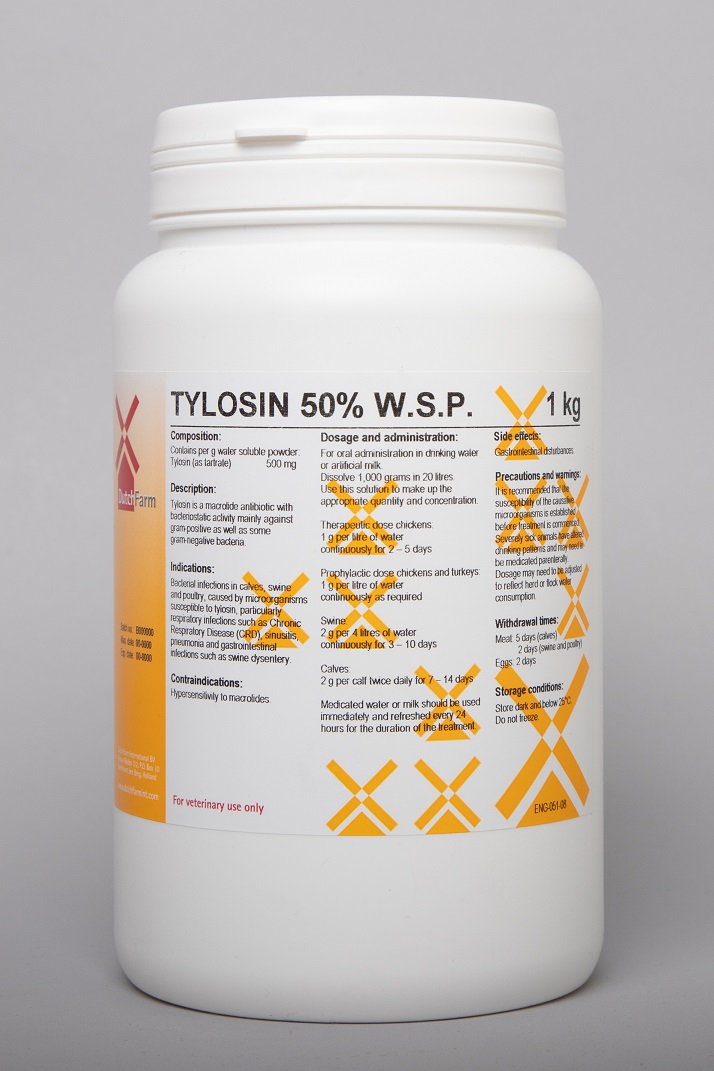 TYLOSIN 50% W.S.P. 1 kg
DutchFarm
Batch no.: B000000
Man. date: 00-0000
Exp. date: 00-0000
Composition:
Contains per g water soluble powder:
Tylosin (as tartrate) 500 mg
Description:
Tylosin is a macrolide antibiotic with
bacteriostatic activity mainly against
gram-positive as well as some
gram-negative bacteria.
Indications:
Bacterial infections in calves, swine
and poultry, caused by microorganisms
susceptible to tylosin, particularly
respiratory infections such as Chronic
Respiratory Disease (CRD), sinusitis,
pneumonia and gastrointestinal
infections such as swine dysentery.
Contraindications:
Hypersensitivity to macrolides.
For veterinary use only
Dosage and administration:
For oral administration in drinking water
or artificial milk.
Dissolve 1,000 grams in 20 litres.
Use this solution to make up the
appropriate quantity and concentration.
Therapeutic dose chickens:
1 g per litre of water
continuously for 2 – 5 days
Prophylactic dose chickens and turkeys:
1 g per litre of water
continuously as required
Swine:
2 g per 4 litres of water
continuously for 3 – 10 days
Calves:
2 g per calf twice daily for 7 – 14 days
Medicated water or milk should be used
immediately and refreshed every 24
hours for the duration of the treatment.
Side effects:
Gastrointestinal disturbances.
Precautions and warnings:
It is recommended that the
susceptibility of the causative
microorganisms is established
before treatment is commenced.
Severely sick animals have altered
drinking patterns and may need to
be medicated parenterally.
Dosage may need to be adjusted
to reflect herd or flock water
consumption.
Withdrawal times:
Meat: 5 days (calves)
2 days (swine and poultry)
Eggs: 2 days
Storage conditions:
Store dark and below 25°C.
Do not freeze.
ENG-051-08